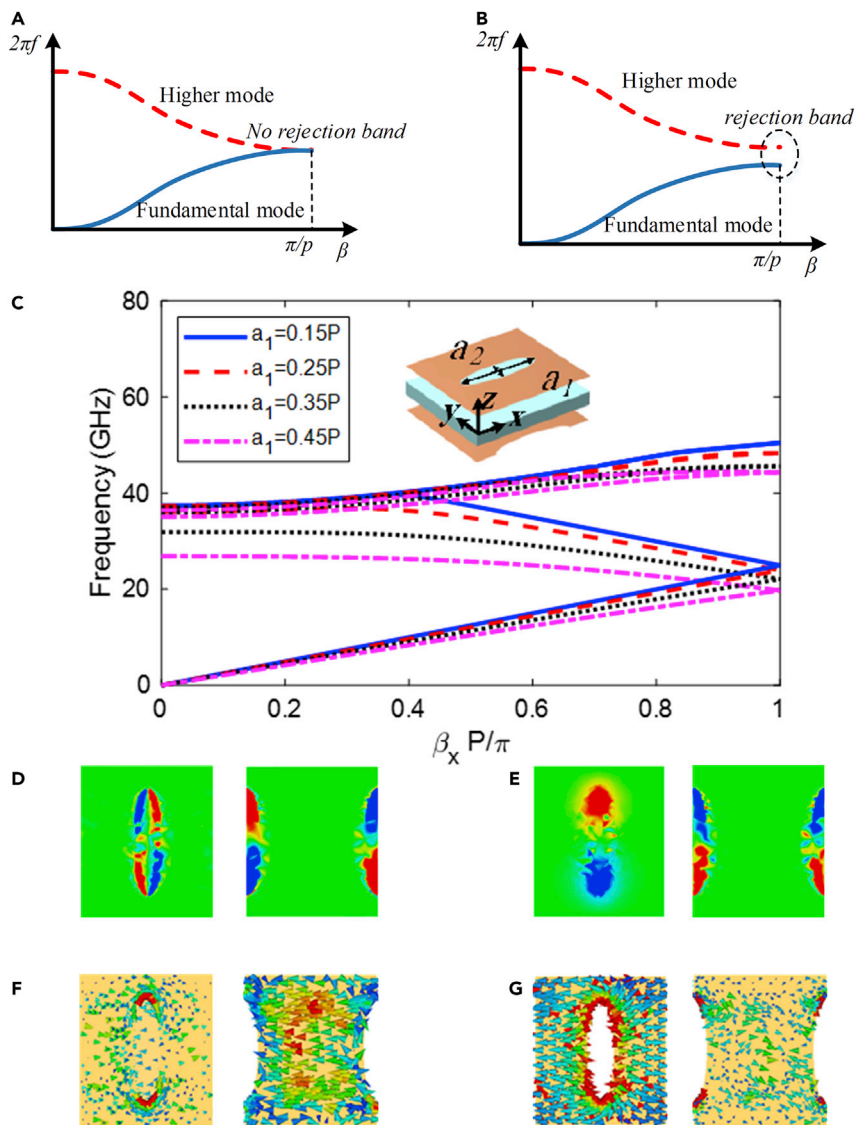 A
2πf
Higher mode
No rejection band
Fundamental mode
π/p
β
B
2πf
Higher mode
rejection band
Fundamental mode
π/p
β
C
80
60
40
20
0
Frequency (GHz)
a1=0.15P
a1=0.25P
a1=0.35P
a1=0.45P
a2
a1
z
y
x
0
0.2
0.4
0.6
0.8
1
βx P/π
D
E
F
G